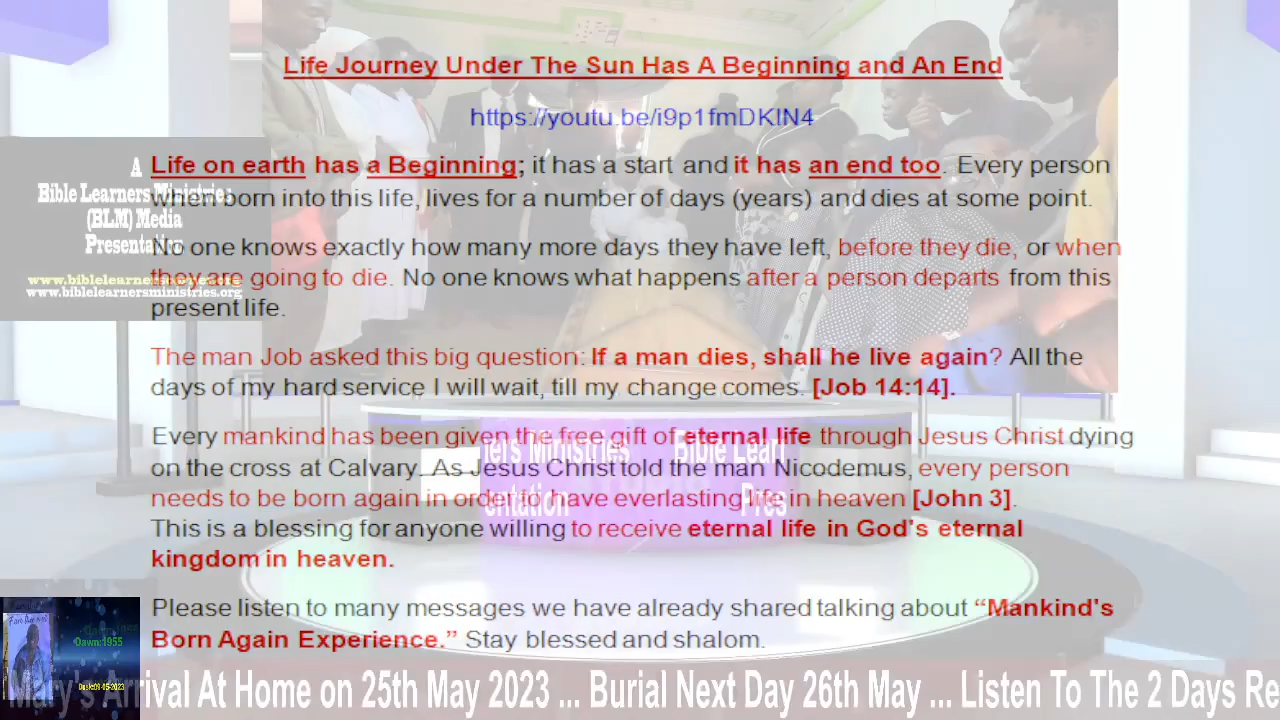 Life Journey Under The Sun Has A Beginning and An End
https://youtu.be/i9p1fmDKIN4
Life on earth has a Beginning; it has a start and it has an end too. Every person
when born into this life, lives for a number of days (years) and dies at some point.
No one knows exactly how many more days they have left, before they die, or when
they are going to die. No one knows what happens after a person departs from this
present life.
The man Job asked this big question: If a man dies, shall he live again? All the
days of my hard service, I will wait, till my change comes. [Job 14:14].
Every mankind has been given the free gift of eternal life through Jesus Christ dying
on the cross at Calvary. As Jesus Christ told the man Nicodemus, every person
needs to be born again in order to have everlasting life in heaven [John 3].
This is a blessing for anyone willing to receive eternal life in God's eternal
kingdom in heaven.
Please listen to many messages we have already shared talking about “Mankind's
Born Again Experience.” Stay blessed and shalom.
A
Bible Learners Ministries
(BLM) Media
Presentation
www.biblelearnersministries.org
ners Ministries Bible Learn
entation Pres
Dawn:1955
Dusk:09-05-2023
Mary's Arrival At Home on 25th May 2023 ... Burial Next Day 26th May ... Listen To The 2 Days Re